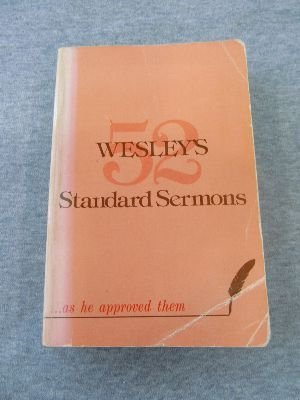 52
WESLEY'S
Standard Sermons
...as he approved them